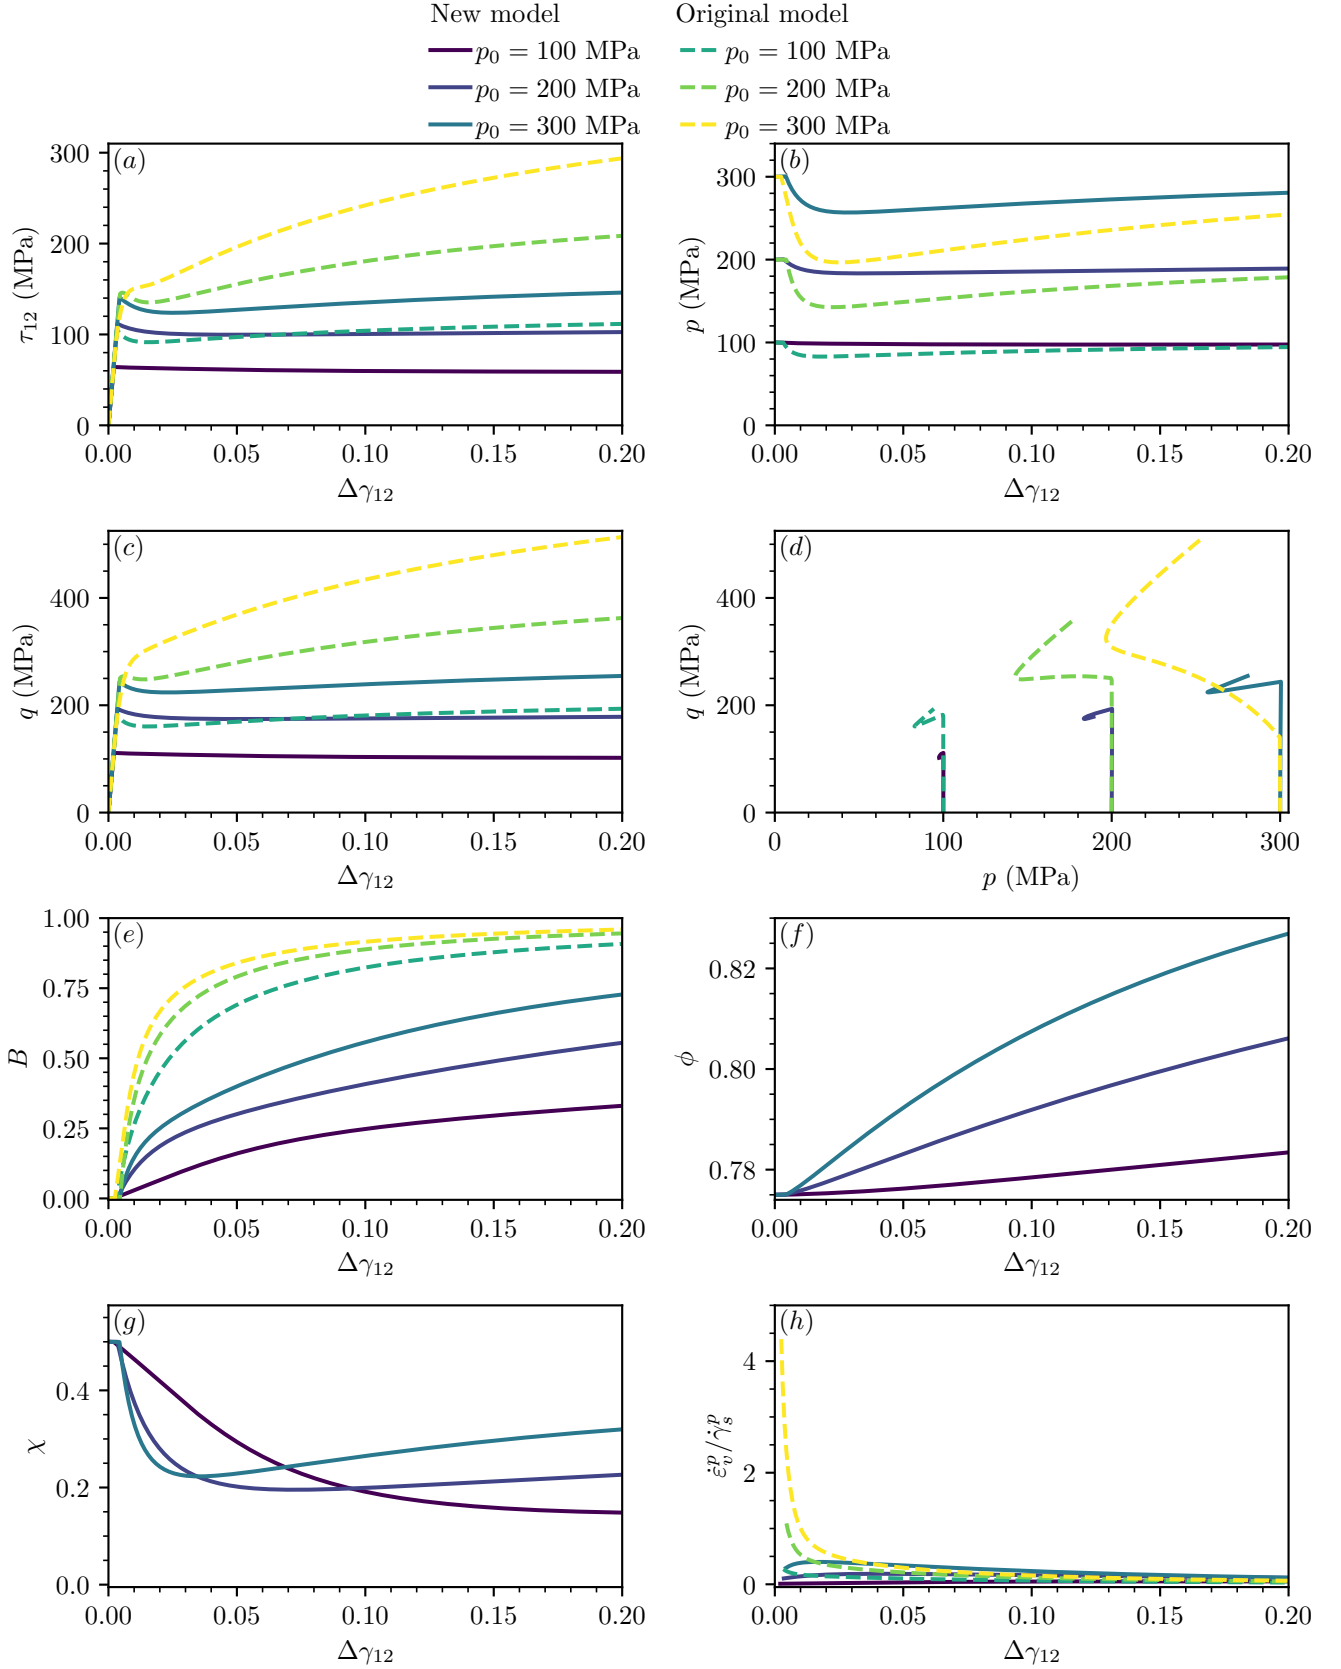 New model Original model
p₀ = 100 MPa p₀ = 100 MPa
p₀ = 200 MPa p₀ = 200 MPa
p₀ = 300 MPa p₀ = 300 MPa
(a)
300
200
100
0
τ₁₂ (MPa)
0.00 0.05 0.10 0.15 0.20
Δγ₁₂
(b)
300
200
100
0
p (MPa)
0.00 0.05 0.10 0.15 0.20
Δγ₁₂
(c)
400
200
0
q (MPa)
0.00 0.05 0.10 0.15 0.20
Δγ₁₂
(d)
400
200
0
q (MPa)
0 100 200 300
p (MPa)
(e)
1.00
0.75
0.50
0.25
0.00
B
0.00 0.05 0.10 0.15 0.20
Δγ₁₂
(f)
0.82
0.80
0.78
ϕ
0.00 0.05 0.10 0.15 0.20
Δγ₁₂
(g)
0.4
0.2
0.0
χ
0.00 0.05 0.10 0.15 0.20
Δγ₁₂
(h)
4
2
0
ε̇ᵥᵖ/γ̇ₛᵖ
0.00 0.05 0.10 0.15 0.20
Δγ₁₂